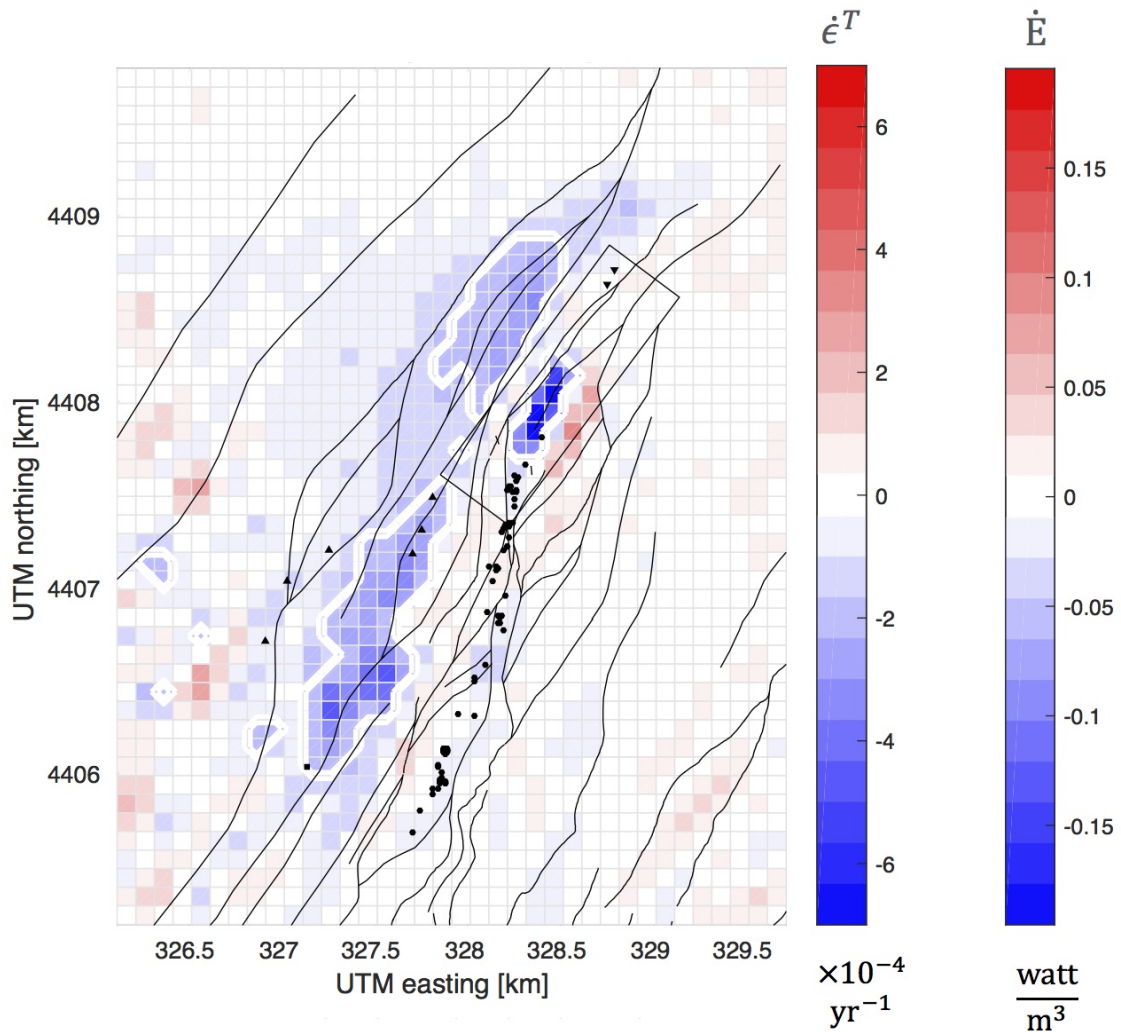 ε̇ᵀ
Ė
6
4
2
0
-2
-4
-6
0.15
0.1
0.05
0
-0.05
-0.1
-0.15
×10⁻⁴
yr⁻¹
watt
m³
4409
4408
4407
4406
UTM northing [km]
326.5 327 327.5 328 328.5 329 329.5
UTM easting [km]